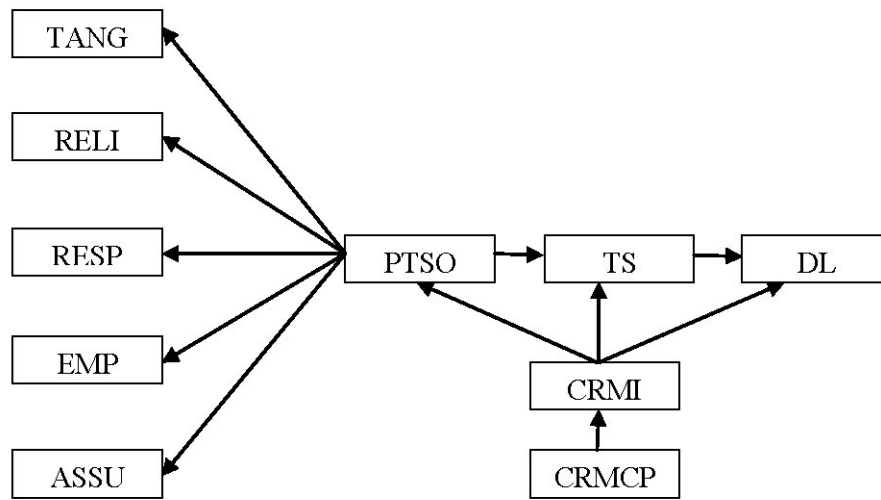 TANG
RELI
RESP
PTSO
TS
DL
EMP
CRMI
ASSU
CRMCP